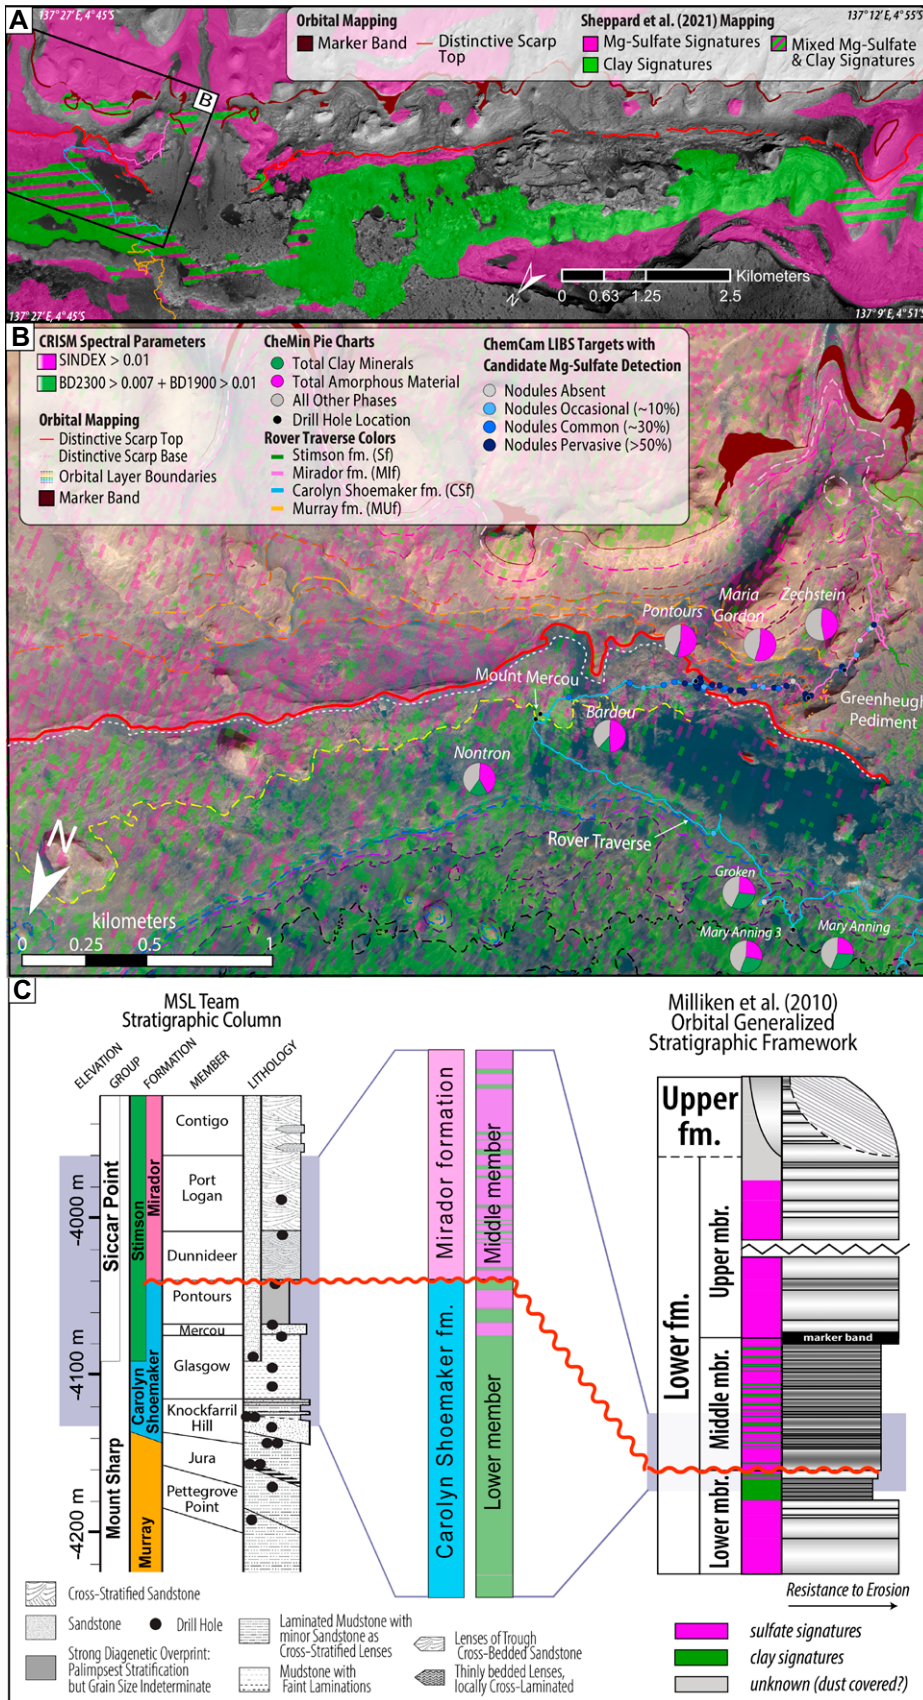 A
137°27' E, 4°45'S
137°12' E, 4°55'S
Orbital Mapping
Marker Band
Distinctive Scarp
Top
Sheppard et al. (2021) Mapping
Mg-Sulfate Signatures
Clay Signatures
Mixed Mg-Sulfate
& Clay Signatures
B
N
Kilometers
0 0.63 1.25 2.5
137°27' E, 4°45'S
137°9' E, 4°51'S
B
CRISM Spectral Parameters
SINDEX > 0.01
BD2300 > 0.007 + BD1900 > 0.01
Orbital Mapping
Distinctive Scarp Top
Distinctive Scarp Base
Orbital Layer Boundaries
Marker Band
CheMin Pie Charts
Total Clay Minerals
Total Amorphous Material
All Other Phases
Drill Hole Location
Rover Traverse Colors
Stimson fm. (Sf)
Mirador fm. (MIf)
Carolyn Shoemaker fm. (CSf)
Murray fm. (MUf)
ChemCam LIBS Targets with
Candidate Mg-Sulfate Detection
Nodules Absent
Nodules Occasional (~10%)
Nodules Common (~30%)
Nodules Pervasive (>50%)
Pontours
Maria
Gordon
Zechstein
Mount Mercou
Bardou
Greenheugh
Pediment
Nontron
Rover Traverse
Groken
Mary Anning 3
Mary Anning
N
kilometers
0 0.25 0.5 1
C
MSL Team
Stratigraphic Column
ELEVATION
GROUP
FORMATION
MEMBER
LITHOLOGY
-4000 m
-4100 m
-4200 m
Siccar Point
Mount Sharp
Stimson
Mirador
Carolyn
Shoemaker
Murray
Contigo
Port
Logan
Dunnideer
Pontours
Mercou
Glasgow
Knockfarril
Hill
Jura
Pettegrove
Point
Mirador formation
Carolyn Shoemaker fm.
Middle member
Lower member
Milliken et al. (2010)
Orbital Generalized
Stratigraphic Framework
Upper
fm.
Lower fm.
Upper mbr.
Middle mbr.
Lower mbr.
marker band
Resistance to Erosion
Cross-Stratified Sandstone
Sandstone
Drill Hole
Strong Diagenetic Overprint:
Palimpsest Stratification
but Grain Size Indeterminate
Laminated Mudstone with
minor Sandstone as
Cross-Stratified Lenses
Mudstone with
Faint Laminations
Lenses of Trough
Cross-Bedded Sandstone
Thinly bedded Lenses,
locally Cross-Laminated
sulfate signatures
clay signatures
unknown (dust covered?)